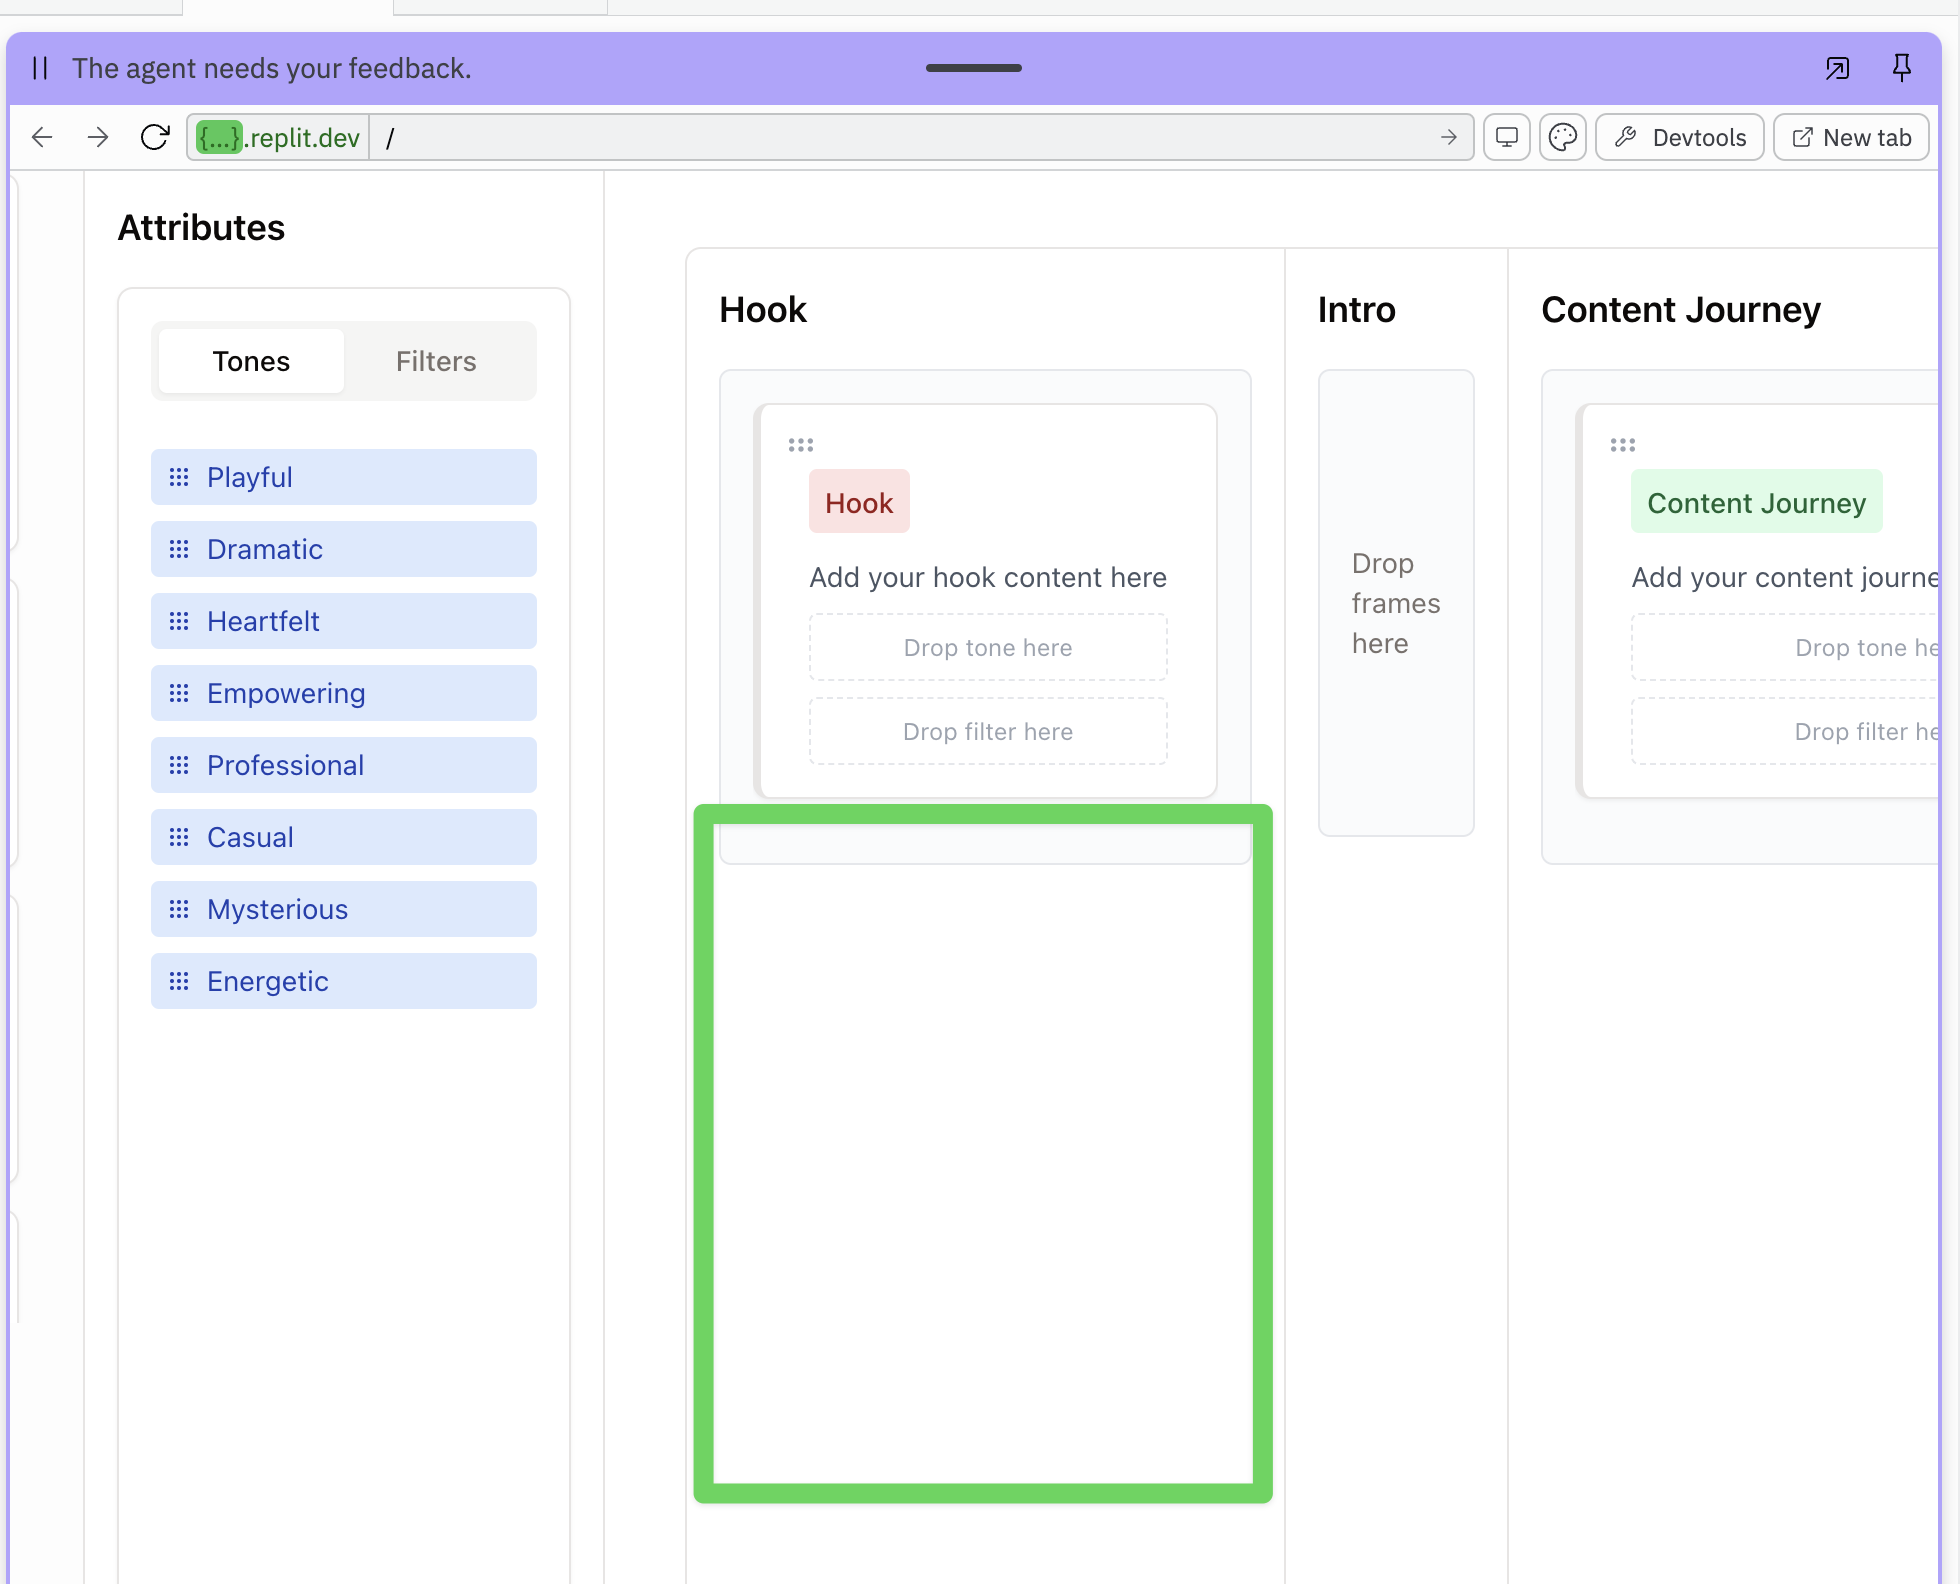 The agent needs your feedback.
{...}.replit.dev /
Devtools
New tab
Attributes
Tones
Filters
Playful
Dramatic
Heartfelt
Empowering
Professional
Casual
Mysterious
Energetic
Hook
Hook
Add your hook content here
Drop tone here
Drop filter here
Intro
Drop
frames
here
Content Journey
Content Journey
Add your content journe
Drop tone he
Drop filter he